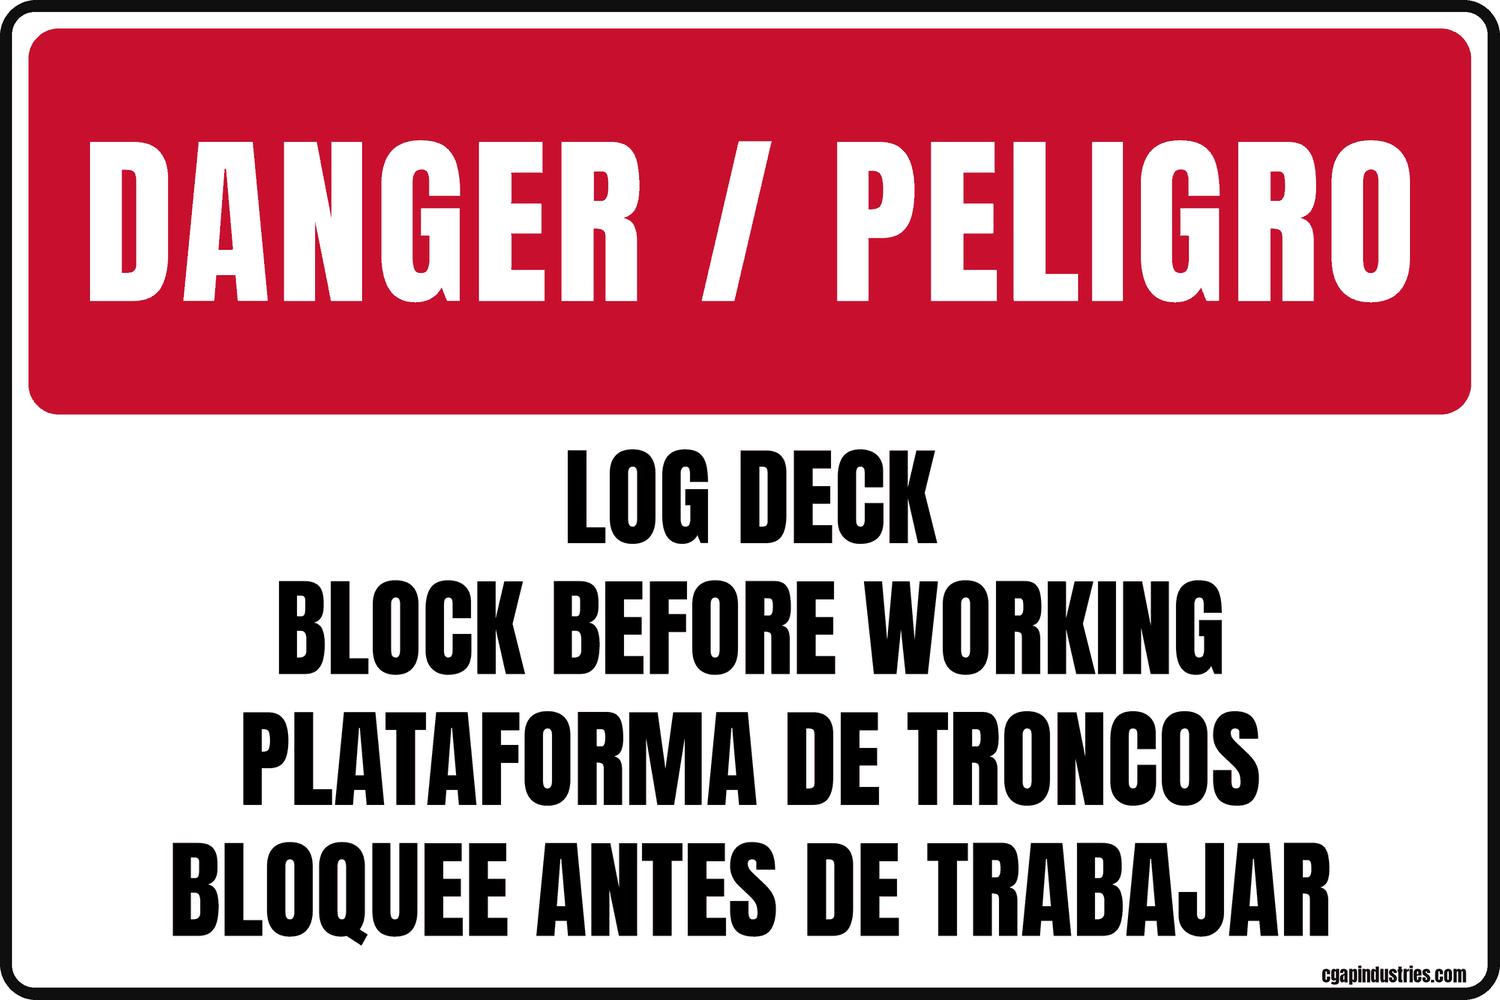 DANGER / PELIGRO
LOG DECK
BLOCK BEFORE WORKING
PLATAFORMA DE TRONCOS
BLOQUEE ANTES DE TRABAJAR
cgapindustries.com